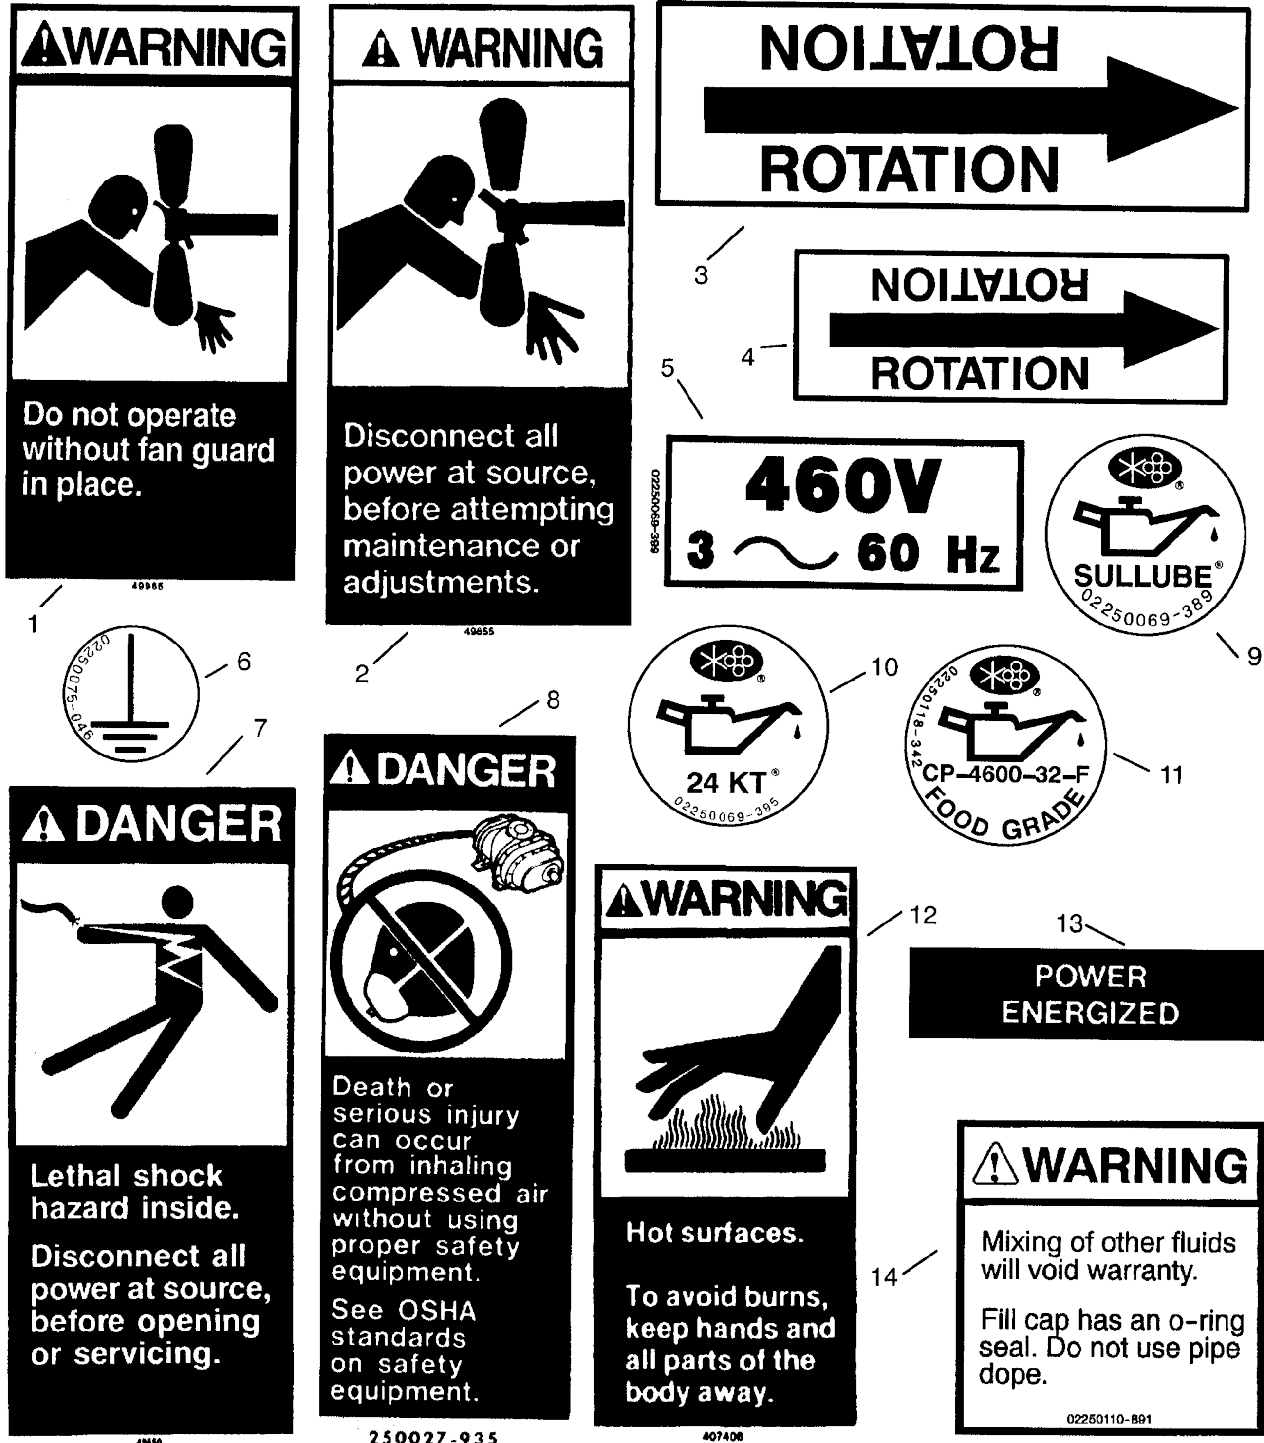 WARNING
Do not operate
without fan guard
in place.
49965
1
WARNING
Disconnect all
power at source,
before attempting
maintenance or
adjustments.
49855
2
ROTATION
ROTATION
3
ROTATION
ROTATION
4
5
02250069-399
460V
3 60 Hz
SULLUBE®
02250069-389
9
02250075-046
6
7
8
24 KT®
02250069-395
10
02250118-342
CP-4600-32-F
FOOD GRADE
11
DANGER
Lethal shock
hazard inside.
Disconnect all
power at source,
before opening
or servicing.
DANGER
Death or
serious injury
can occur
from inhaling
compressed air
without using
proper safety
equipment.
See OSHA
standards
on safety
equipment.
250027-935
WARNING
Hot surfaces.
To avoid burns,
keep hands and
all parts of the
body away.
407408
12
13
POWER
ENERGIZED
14
WARNING
Mixing of other fluids
will void warranty.
Fill cap has an o-ring
seal. Do not use pipe
dope.
02250110-891